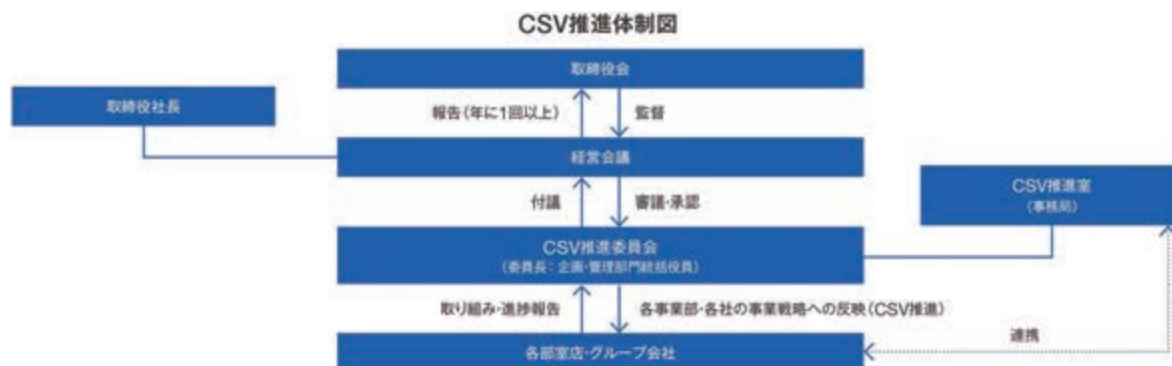 CSV推進体制図
取締役会
取締役社長
報告(年に1回以上)
監督
経営会議
付議
審議・承認
CSV推進室
(事務局)
CSV推進委員会
(委員長:企画・管理部門統括役員)
取り組み・進捗報告
各事業部・各社の事業戦略への反映(CSV推進)
連携
各部室店・グループ会社